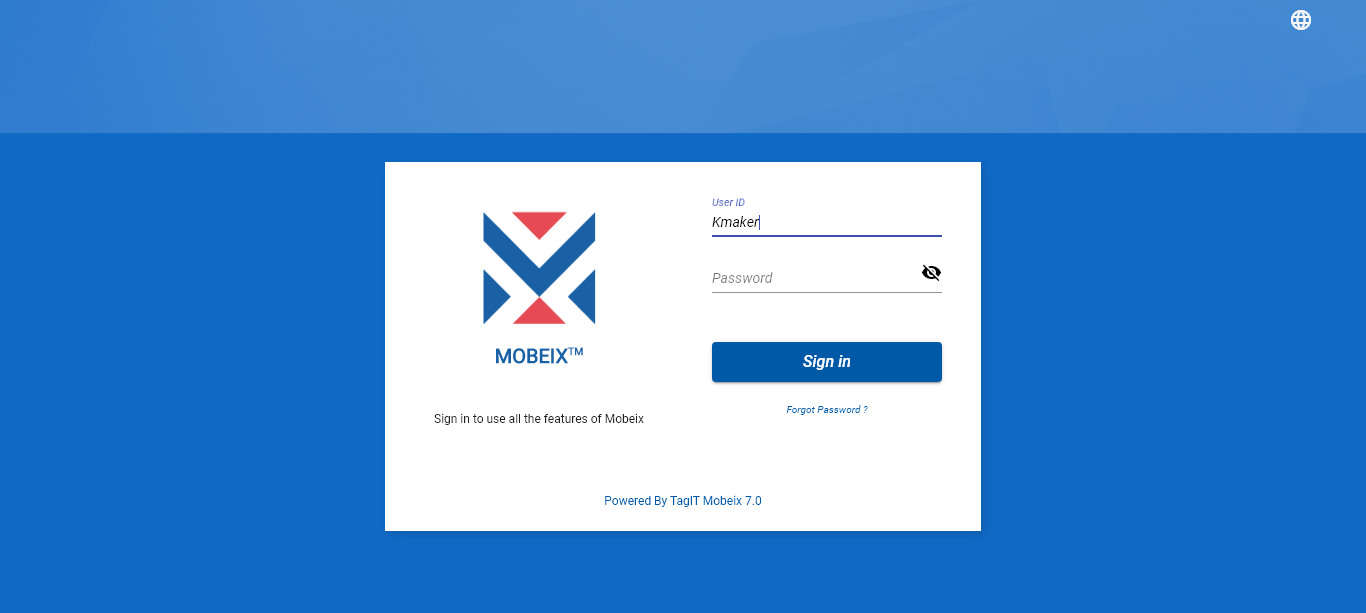 User ID
Kmaker
Password
MOBEIX™
Sign in
Forgot Password ?
Sign in to use all the features of Mobeix
Powered By TagIT Mobeix 7.0